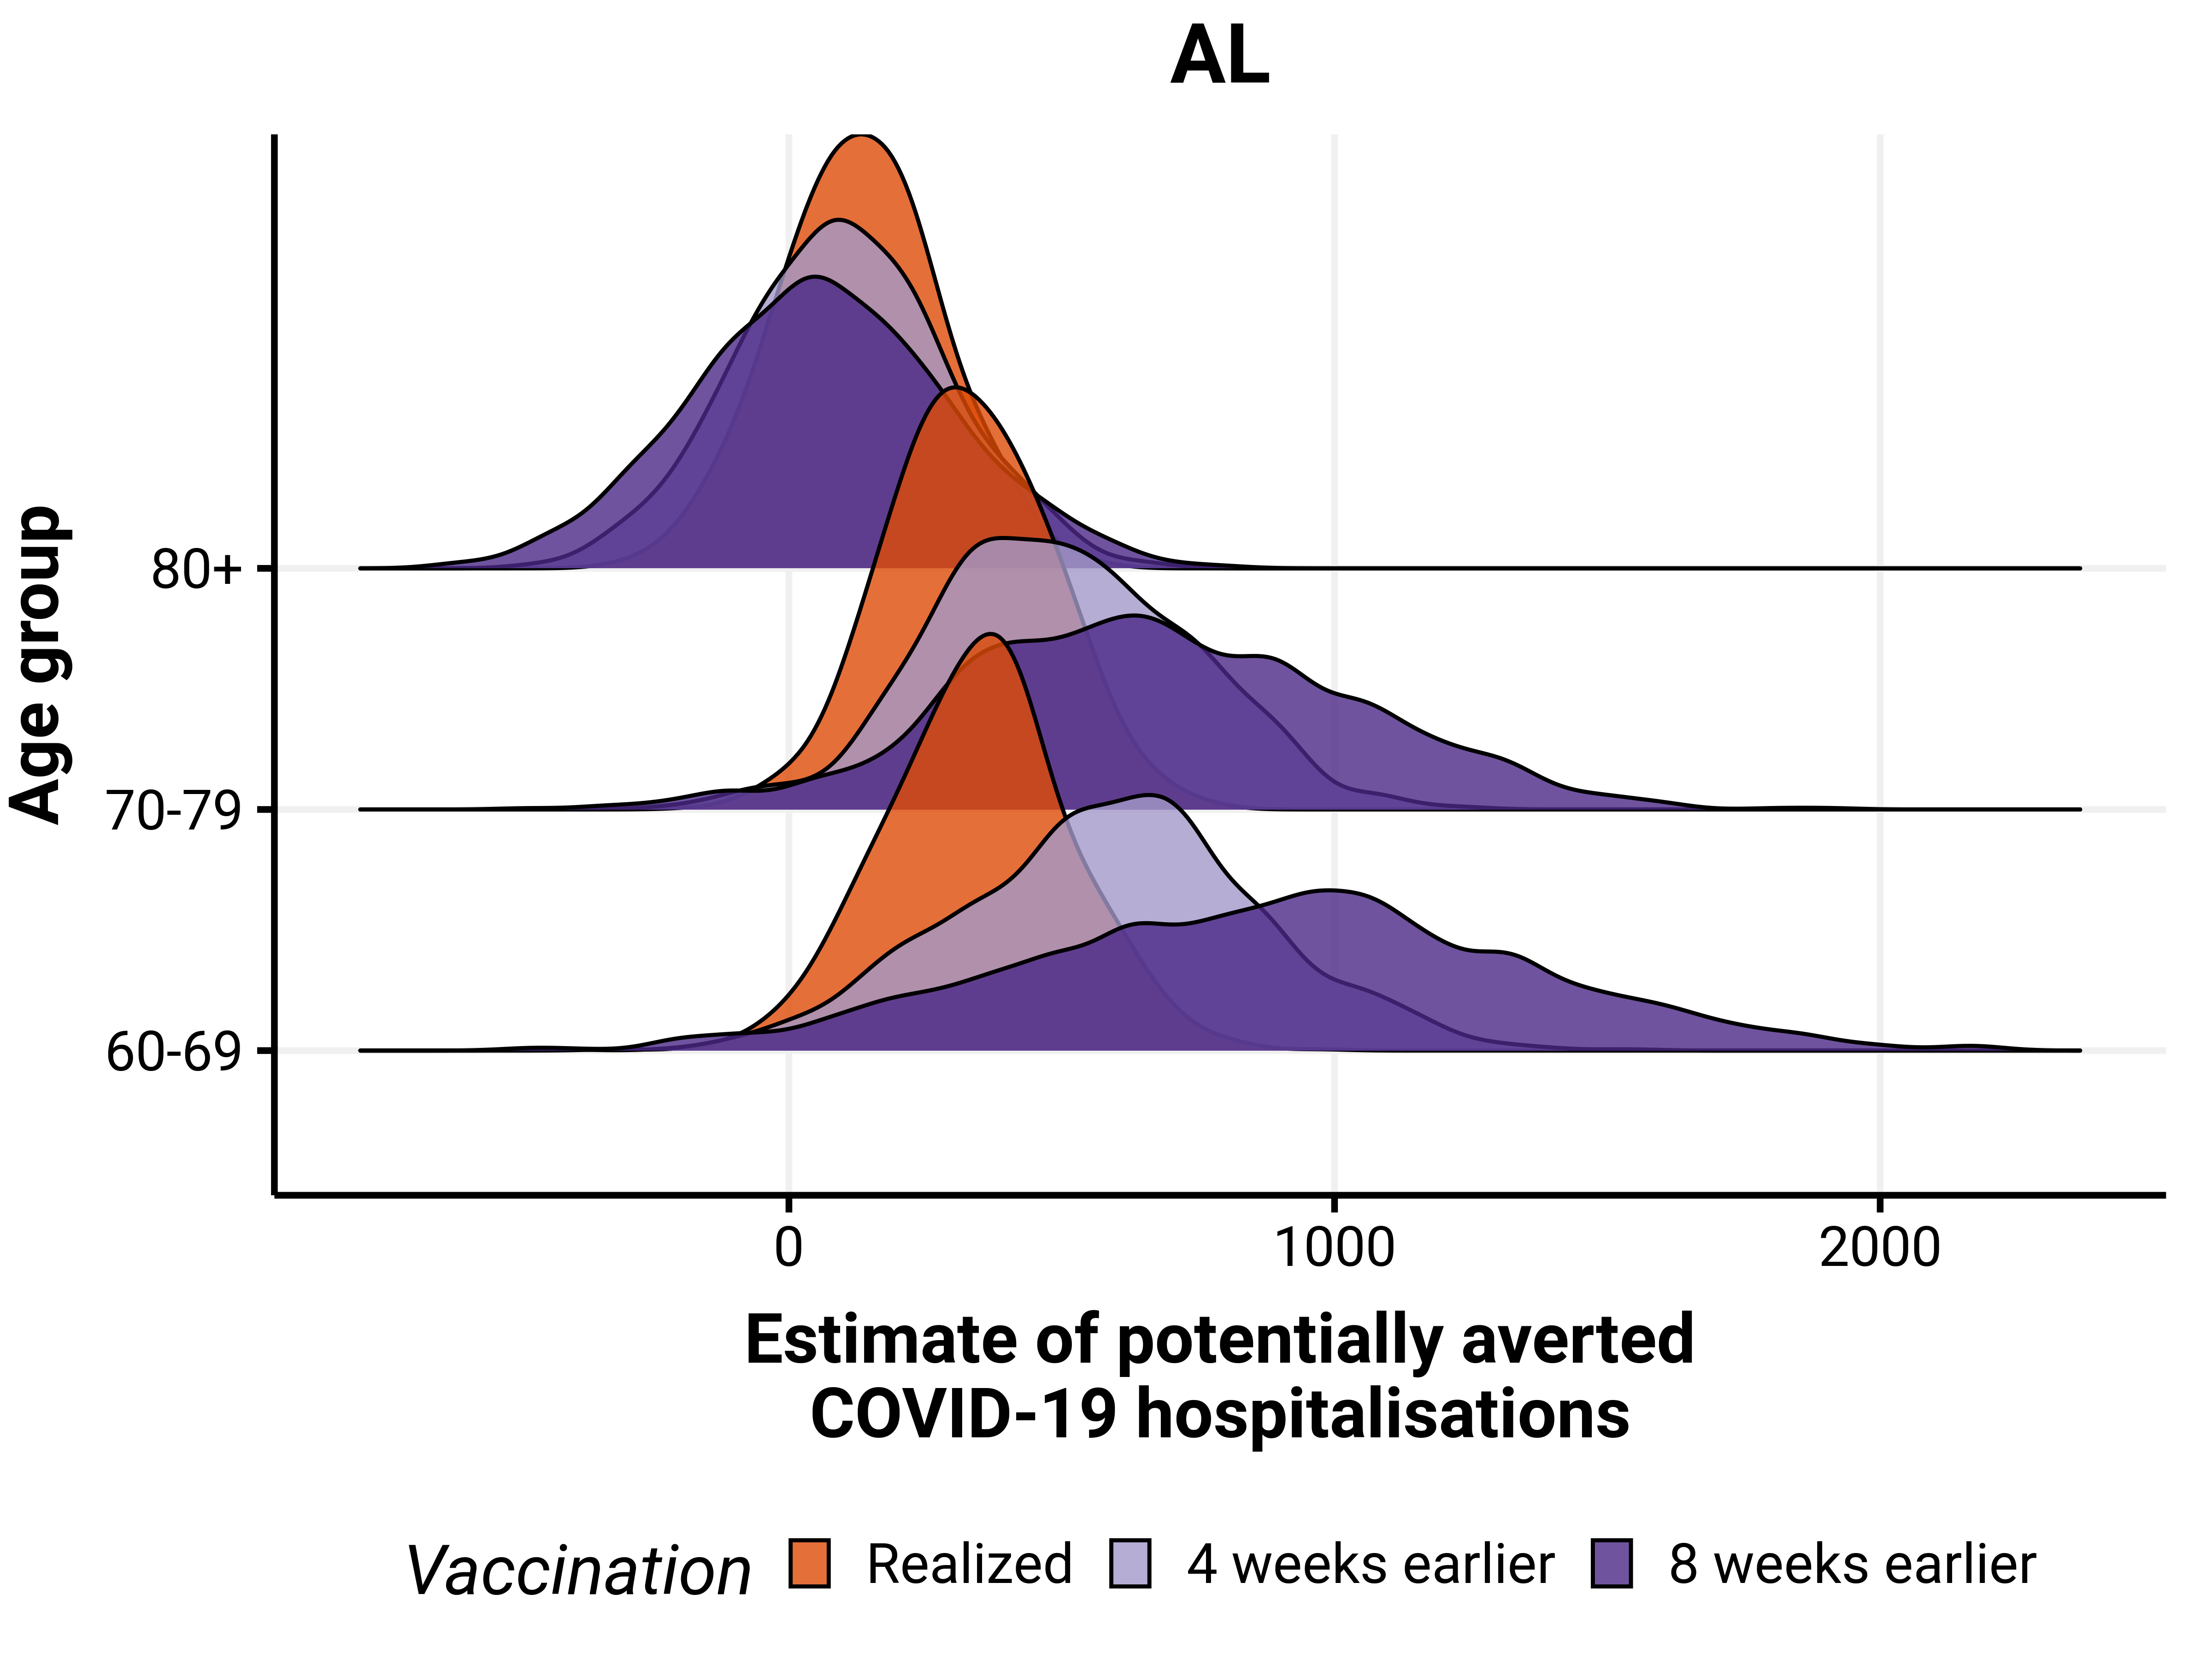 AL
Age group
80+
70-79
60-69
0 1000 2000
Estimate of potentially averted
COVID-19 hospitalisations
Vaccination Realized 4 weeks earlier 8 weeks earlier